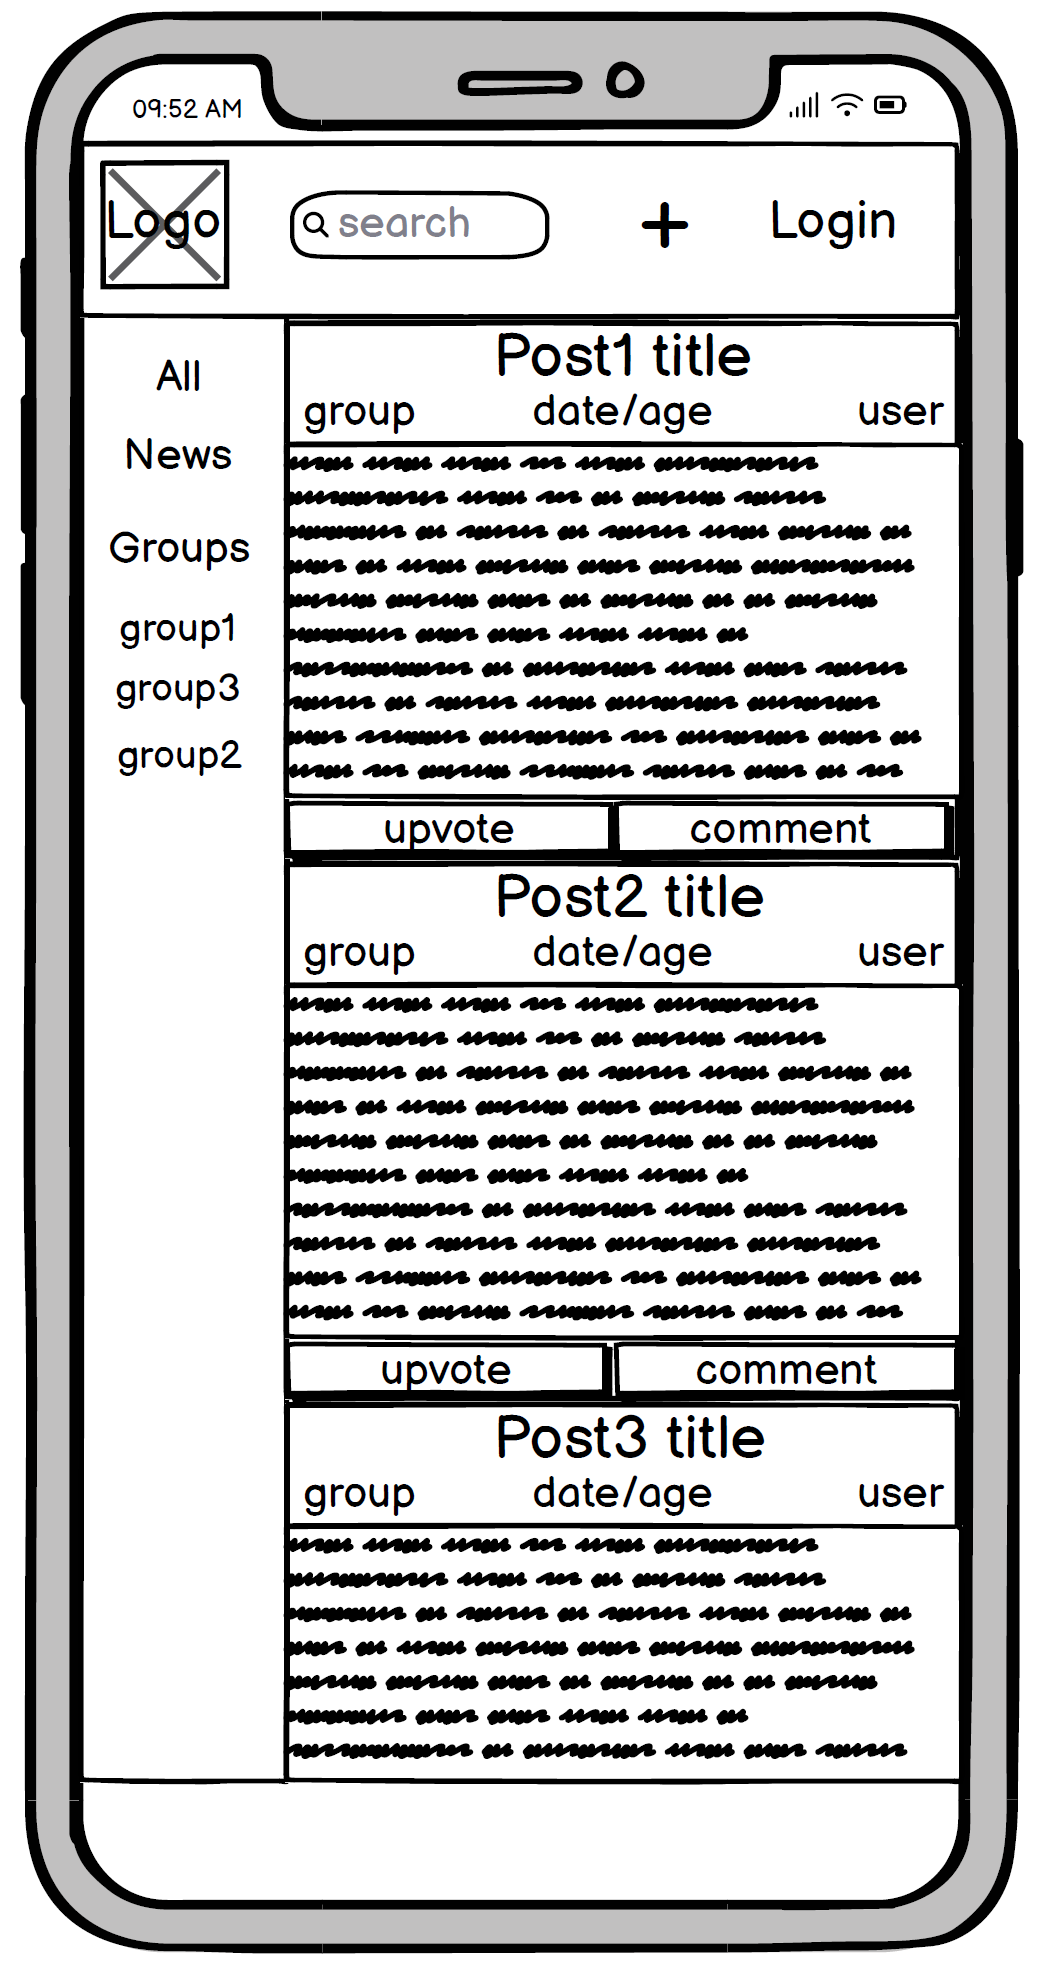 09:52 AM
Logo
search
+
Login
All
News
Groups
group1
group3
group2
Post1 title
group date/age user
upvote comment
Post2 title
group date/age user
upvote comment
Post3 title
group date/age user